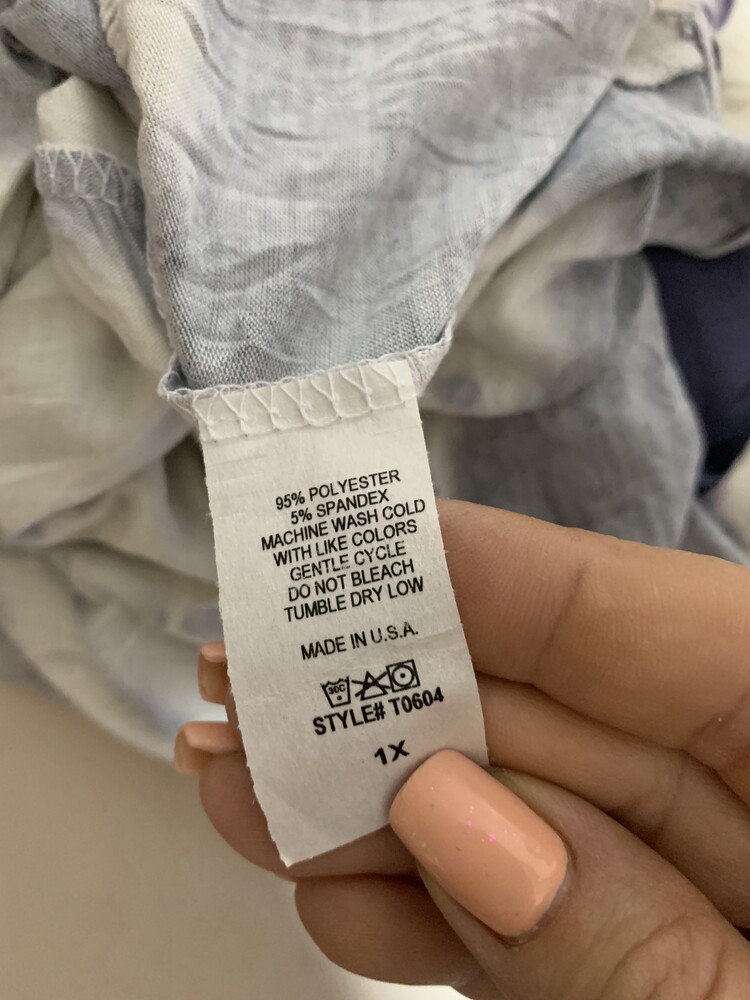 95% POLYESTER
5% SPANDEX
MACHINE WASH COLD
WITH LIKE COLORS
GENTLE CYCLE
DO NOT BLEACH
TUMBLE DRY LOW
MADE IN U.S.A.
30C
STYLE# T0604
1X